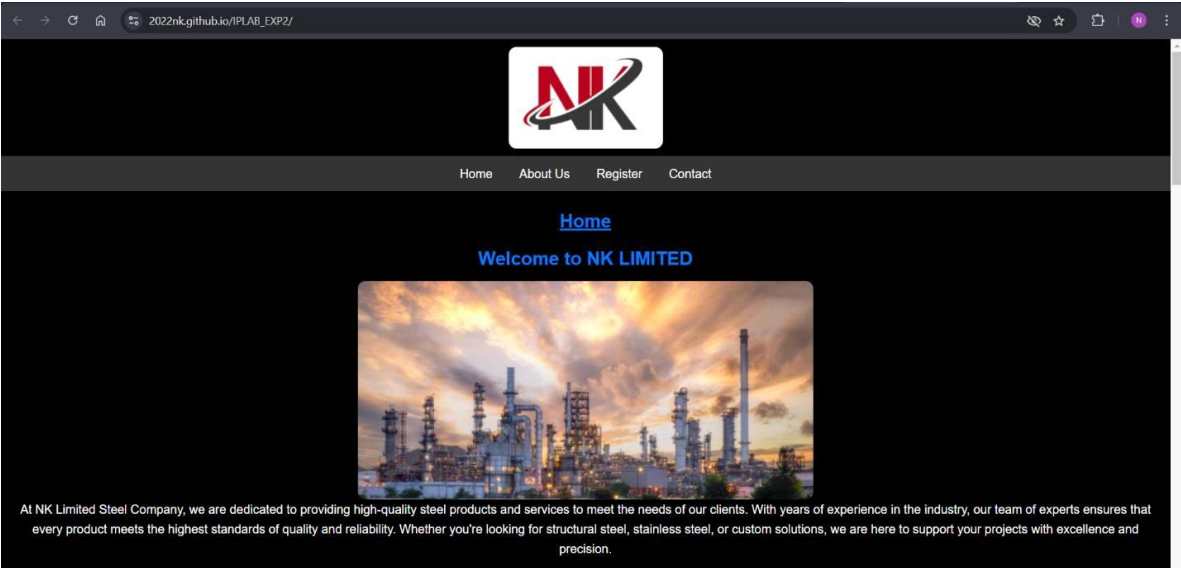 2022nk.github.io/IPLAB_EXP2/
N
NK
Home About Us Register Contact
Home
Welcome to NK LIMITED
At NK Limited Steel Company, we are dedicated to providing high-quality steel products and services to meet the needs of our clients. With years of experience in the industry, our team of experts ensures that
every product meets the highest standards of quality and reliability. Whether you're looking for structural steel, stainless steel, or custom solutions, we are here to support your projects with excellence and
precision.